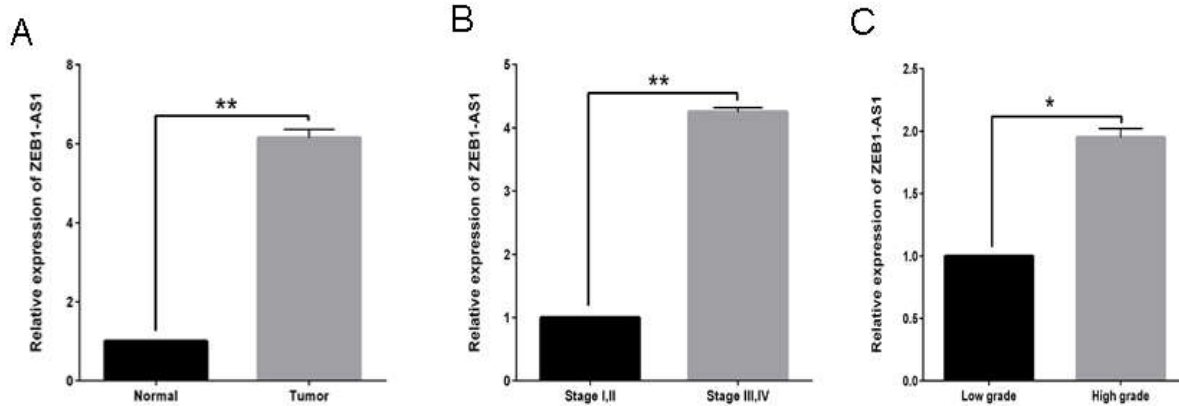 A
Relative expression of ZEB1-AS1
8
6
4
2
0
**
Normal
Tumor
B
Relative expression of ZEB1-AS1
5
4
3
2
1
0
**
Stage I,II
Stage III,IV
C
Relative expression of ZEB1-AS1
2.5
2.0
1.5
1.0
0.5
0.0
*
Low grade
High grade